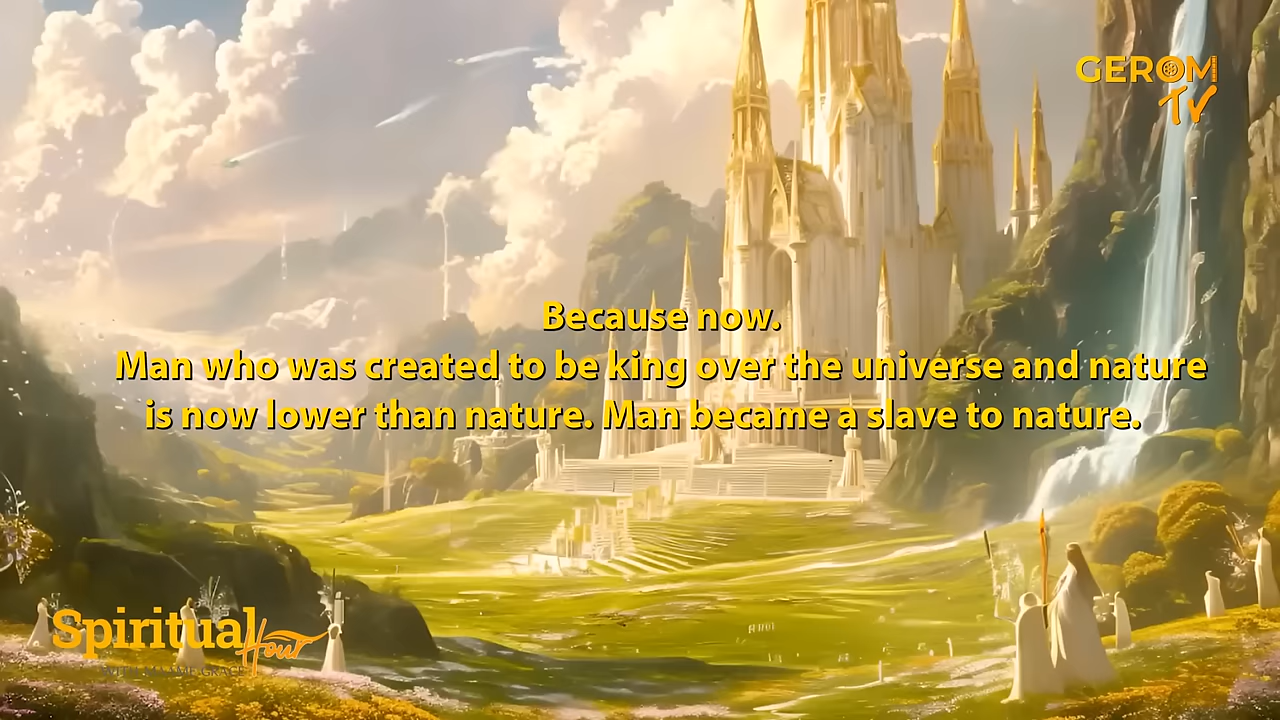 GEROM
TV
Because now.
Man who was created to be king over the universe and nature
is now lower than nature. Man became a slave to nature.
Spiritual
Hour